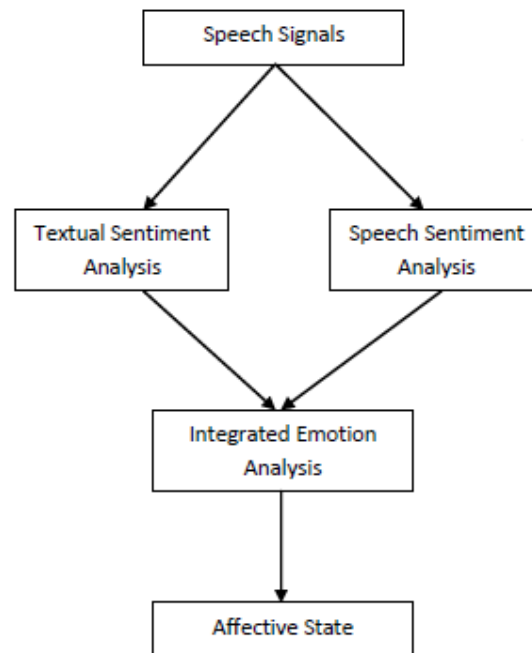 Speech Signals
Textual Sentiment
Analysis
Speech Sentiment
Analysis
Integrated Emotion
Analysis
Affective State